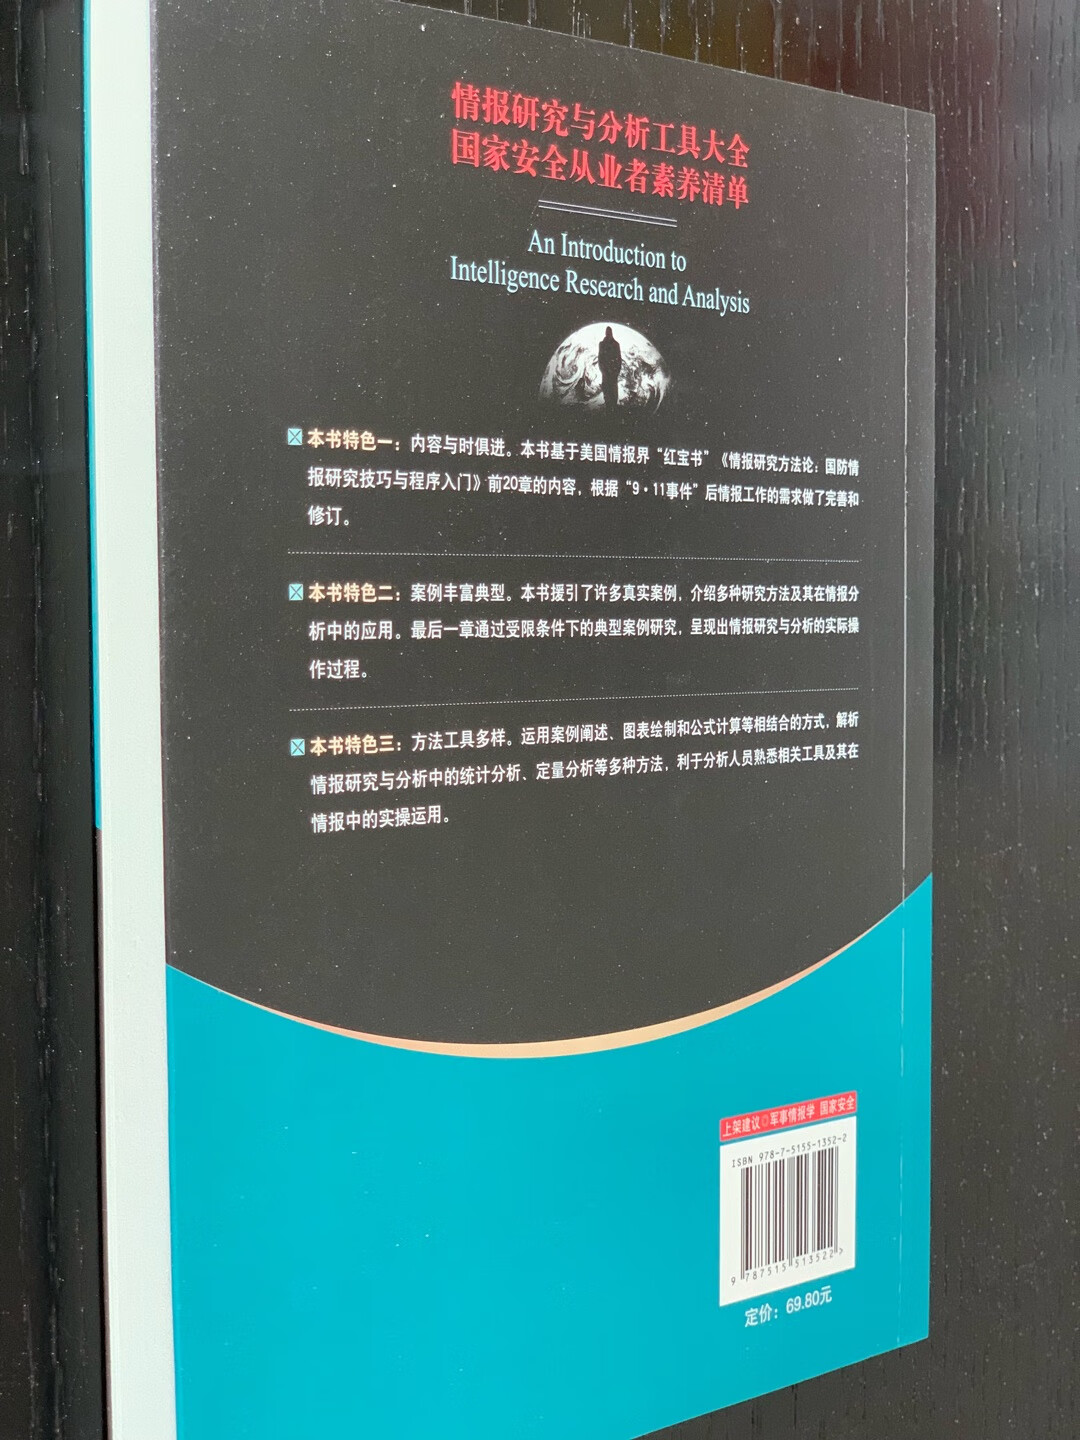 情报研究与分析工具大全
国家安全从业者素养清单
An Introduction to
Intelligence Research and Analysis
本书特色一：内容与时俱进。本书基于美国情报界“红宝书”《情报研究方法论：国防情
报研究技巧与程序入门》前20章的内容，根据“9·11事件”后情报工作的需求做了完善和
修订。
本书特色二：案例丰富典型。本书援引了许多真实案例，介绍多种研究方法及其在情报分
析中的应用。最后一章通过受限条件下的典型案例研究，呈现出情报研究与分析的实际操
作过程。
本书特色三：方法工具多样。运用案例阐述、图表绘制和公式计算等相结合的方式，解析
情报研究与分析中的统计分析、定量分析等多种方法，利于分析人员熟悉相关工具及其在
情报中的实操运用。
上架建议◎军事情报学 国家安全
ISBN 978-7-5155-1352-2
9 787515 513522 >
定价：69.80元